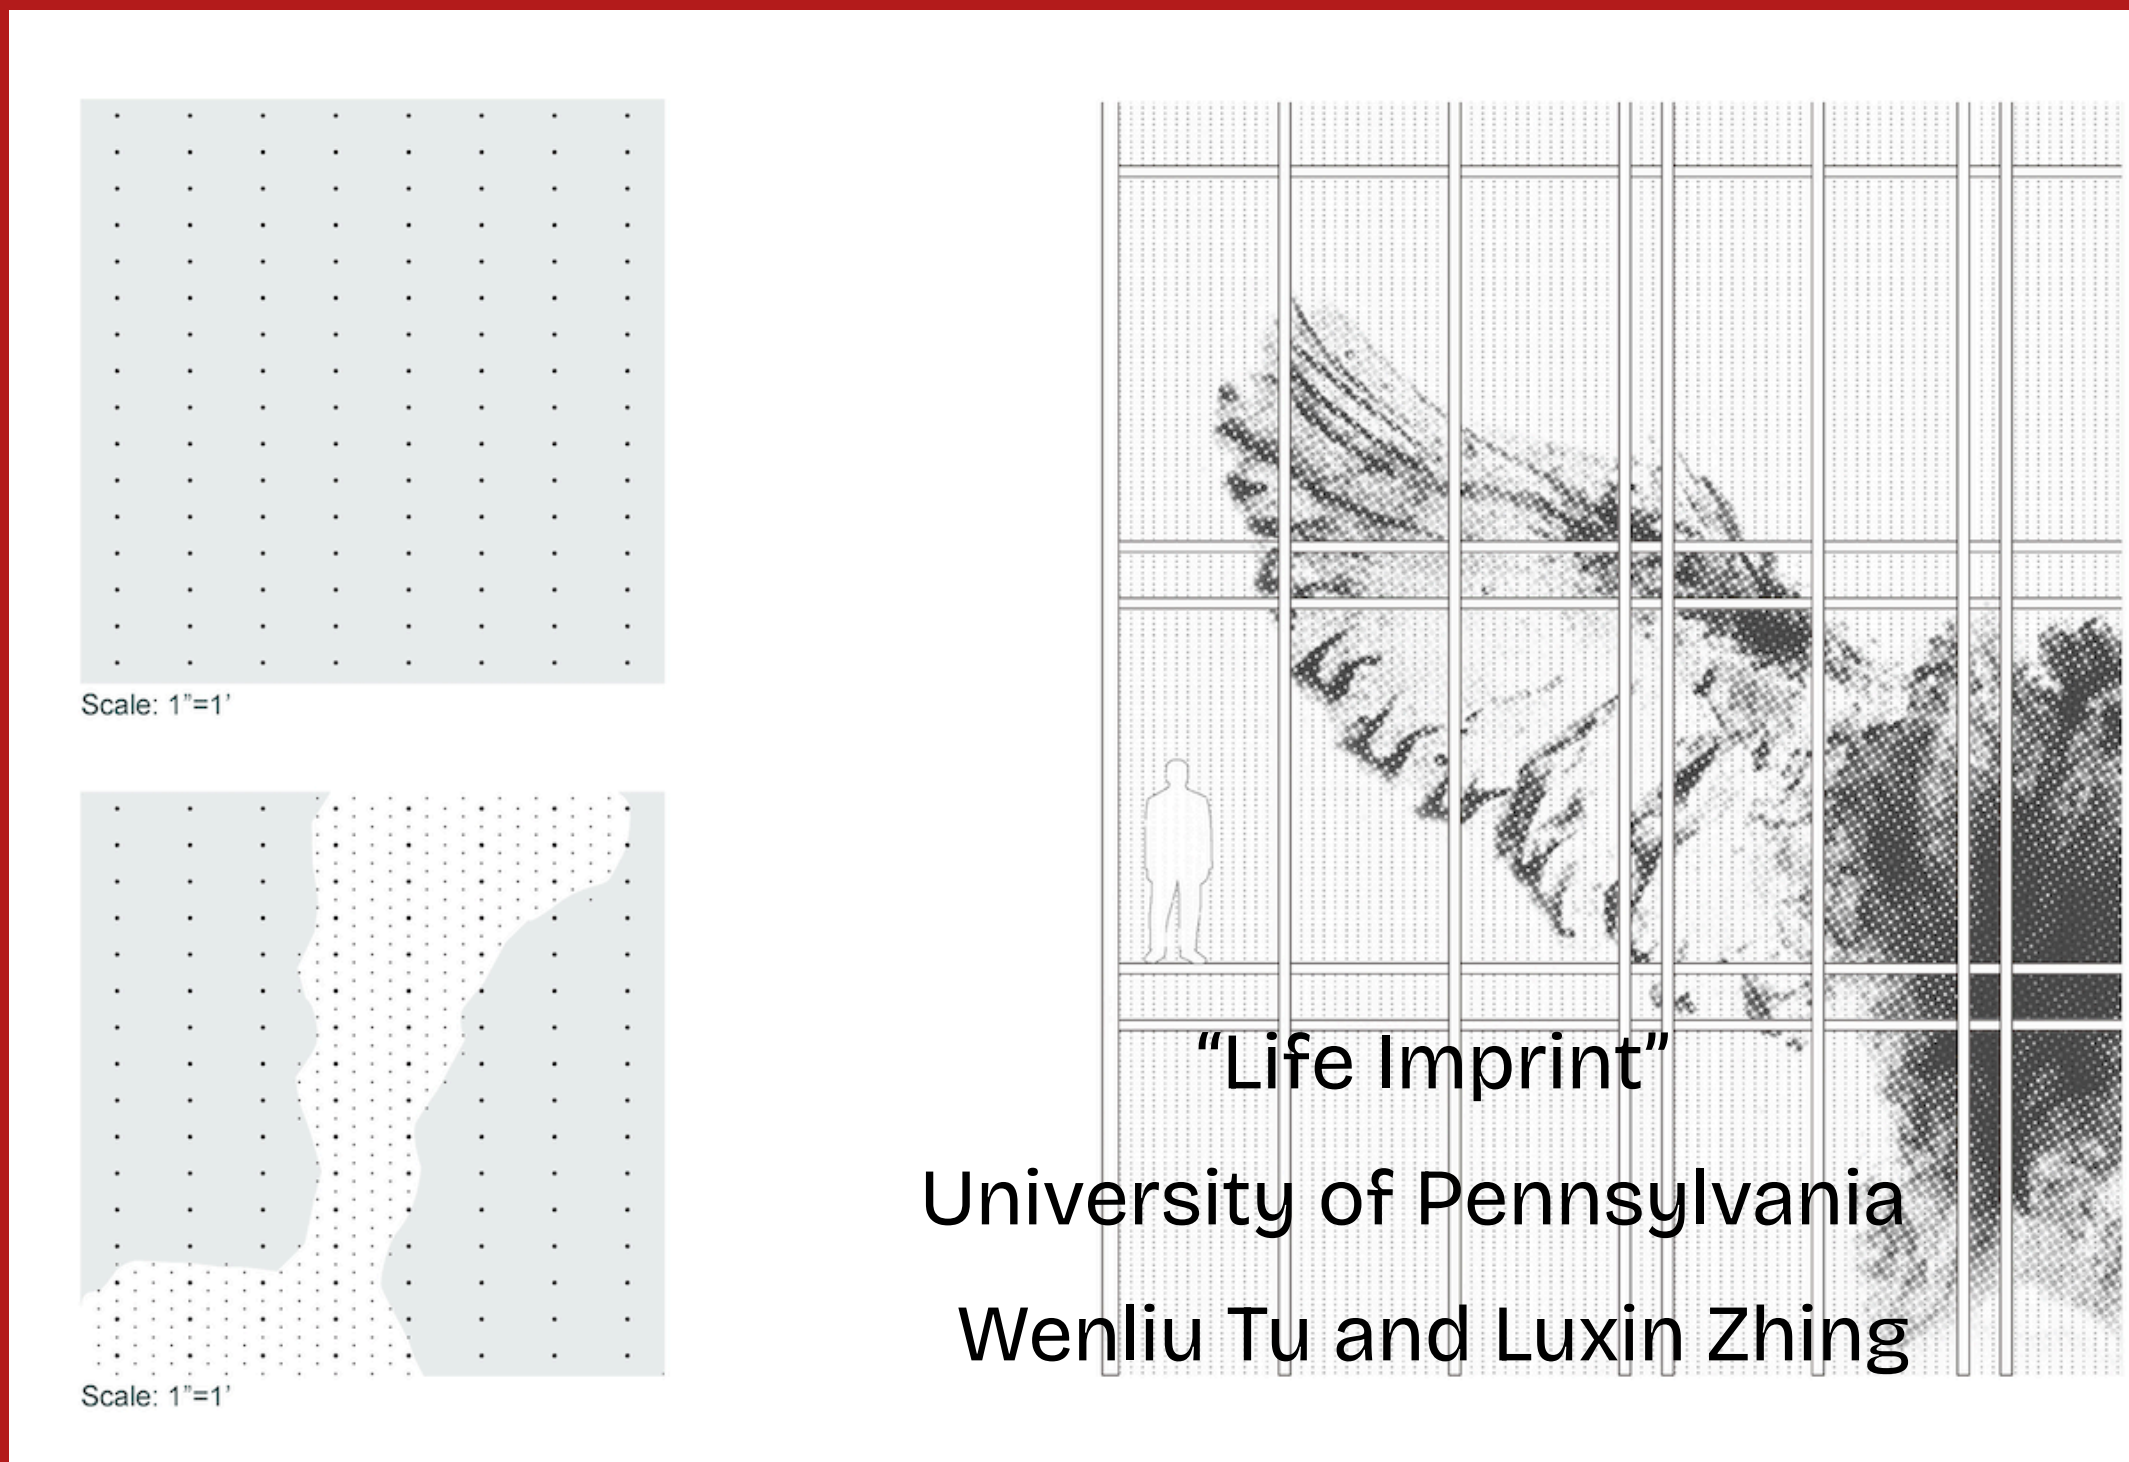 Scale: 1”=1’
Scale: 1”=1’
“Life Imprint”
University of Pennsylvania
Wenliu Tu and Luxin Zhing